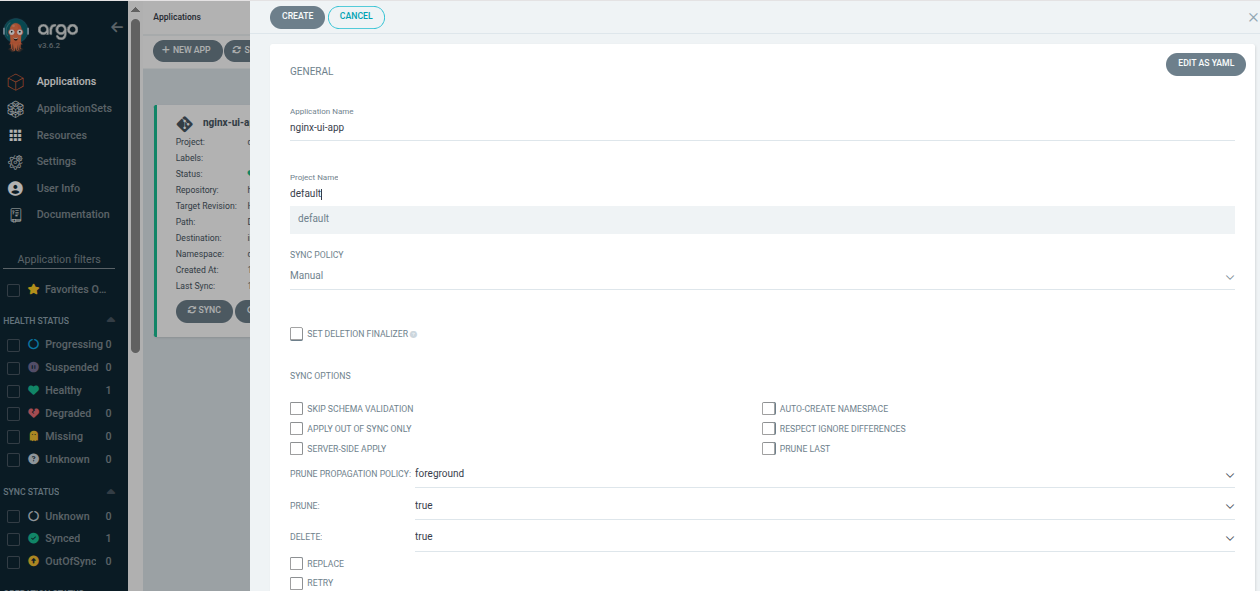 argo
v3.6.2
Applications
ApplicationSets
Resources
Settings
User Info
Documentation
Application filters
Favorites O...
HEALTH STATUS
Progressing 0
Suspended 0
Healthy 1
Degraded 0
Missing 0
Unknown 0
SYNC STATUS
Unknown 0
Synced 1
OutOfSync 0
Applications
+ NEW APP
nginx-ui-a
Project:
Labels:
Status:
Repository:
Target Revision:
Path:
Destination:
Namespace:
Created At:
Last Sync:
SYNC
CREATE
CANCEL
GENERAL
EDIT AS YAML
Application Name
nginx-ui-app
Project Name
default
default
SYNC POLICY
Manual
SET DELETION FINALIZER
SYNC OPTIONS
SKIP SCHEMA VALIDATION
AUTO-CREATE NAMESPACE
APPLY OUT OF SYNC ONLY
RESPECT IGNORE DIFFERENCES
SERVER-SIDE APPLY
PRUNE LAST
PRUNE PROPAGATION POLICY: foreground
PRUNE: true
DELETE: true
REPLACE
RETRY